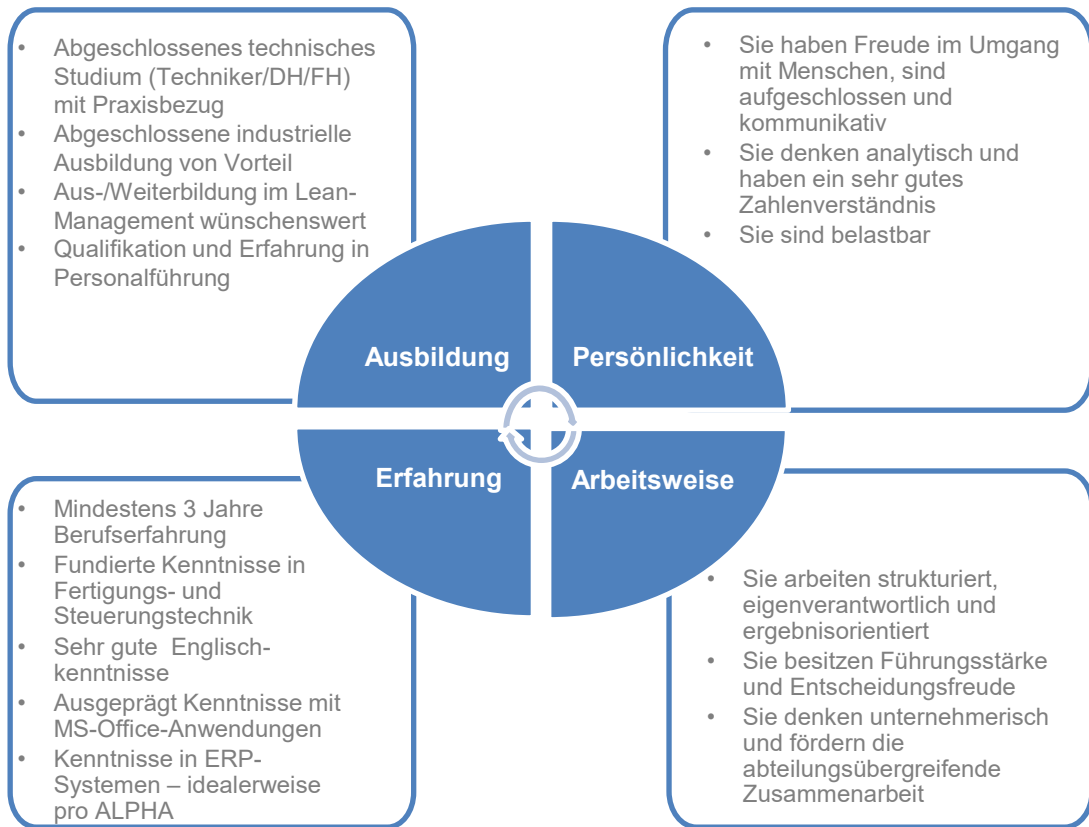 • Abgeschlossenes technisches
Studium (Techniker/DH/FH)
mit Praxisbezug
• Abgeschlossene industrielle
Ausbildung von Vorteil
• Aus-/Weiterbildung im Lean-
Management wünschenswert
• Qualifikation und Erfahrung in
Personalführung
• Sie haben Freude im Umgang
mit Menschen, sind
aufgeschlossen und
kommunikativ
• Sie denken analytisch und
haben ein sehr gutes
Zahlenverständnis
• Sie sind belastbar
Ausbildung
Persönlichkeit
Erfahrung
Arbeitsweise
• Mindestens 3 Jahre
Berufserfahrung
• Fundierte Kenntnisse in
Fertigungs- und
Steuerungstechnik
• Sehr gute Englisch-
kenntnisse
• Ausgeprägt Kenntnisse mit
MS-Office-Anwendungen
• Kenntnisse in ERP-
Systemen – idealerweise
pro ALPHA
• Sie arbeiten strukturiert,
eigenverantwortlich und
ergebnisorientiert
• Sie besitzen Führungsstärke
und Entscheidungsfreude
• Sie denken unternehmerisch
und fördern die
abteilungsübergreifende
Zusammenarbeit